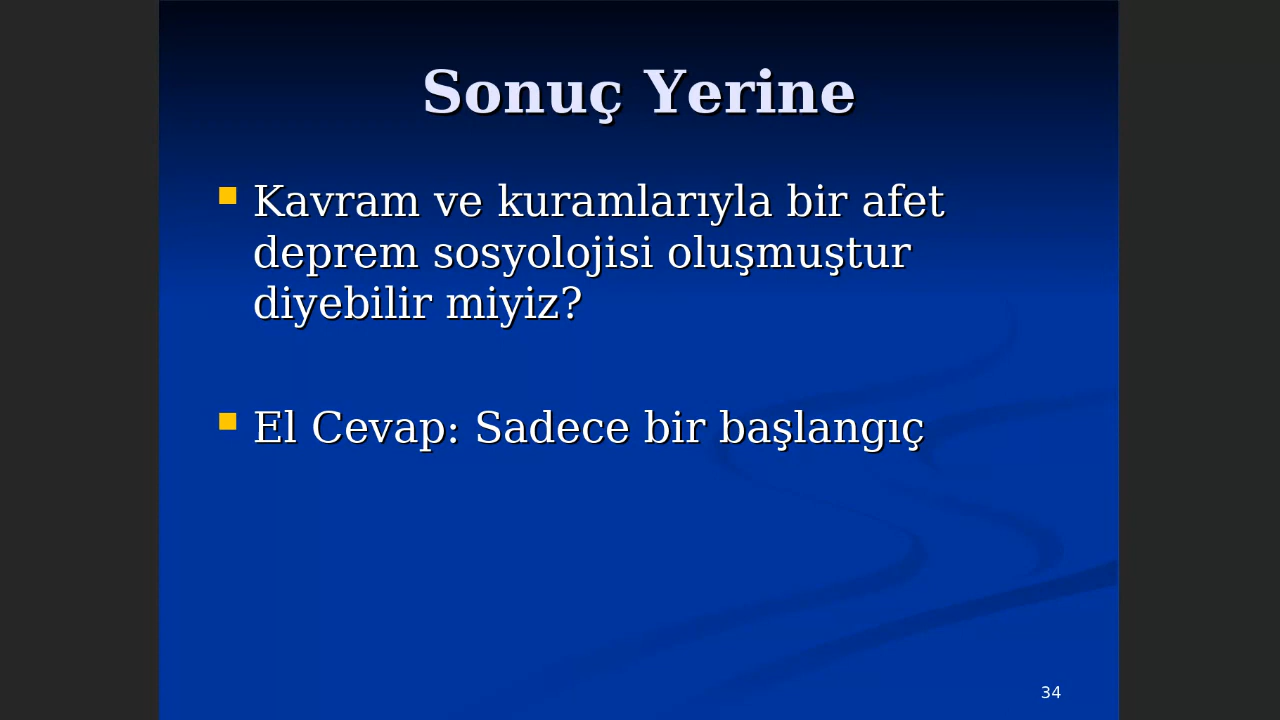 Sonuç Yerine
Kavram ve kuramlarıyla bir afet
deprem sosyolojisi oluşmuştur
diyebilir miyiz?
El Cevap: Sadece bir başlangıç
34